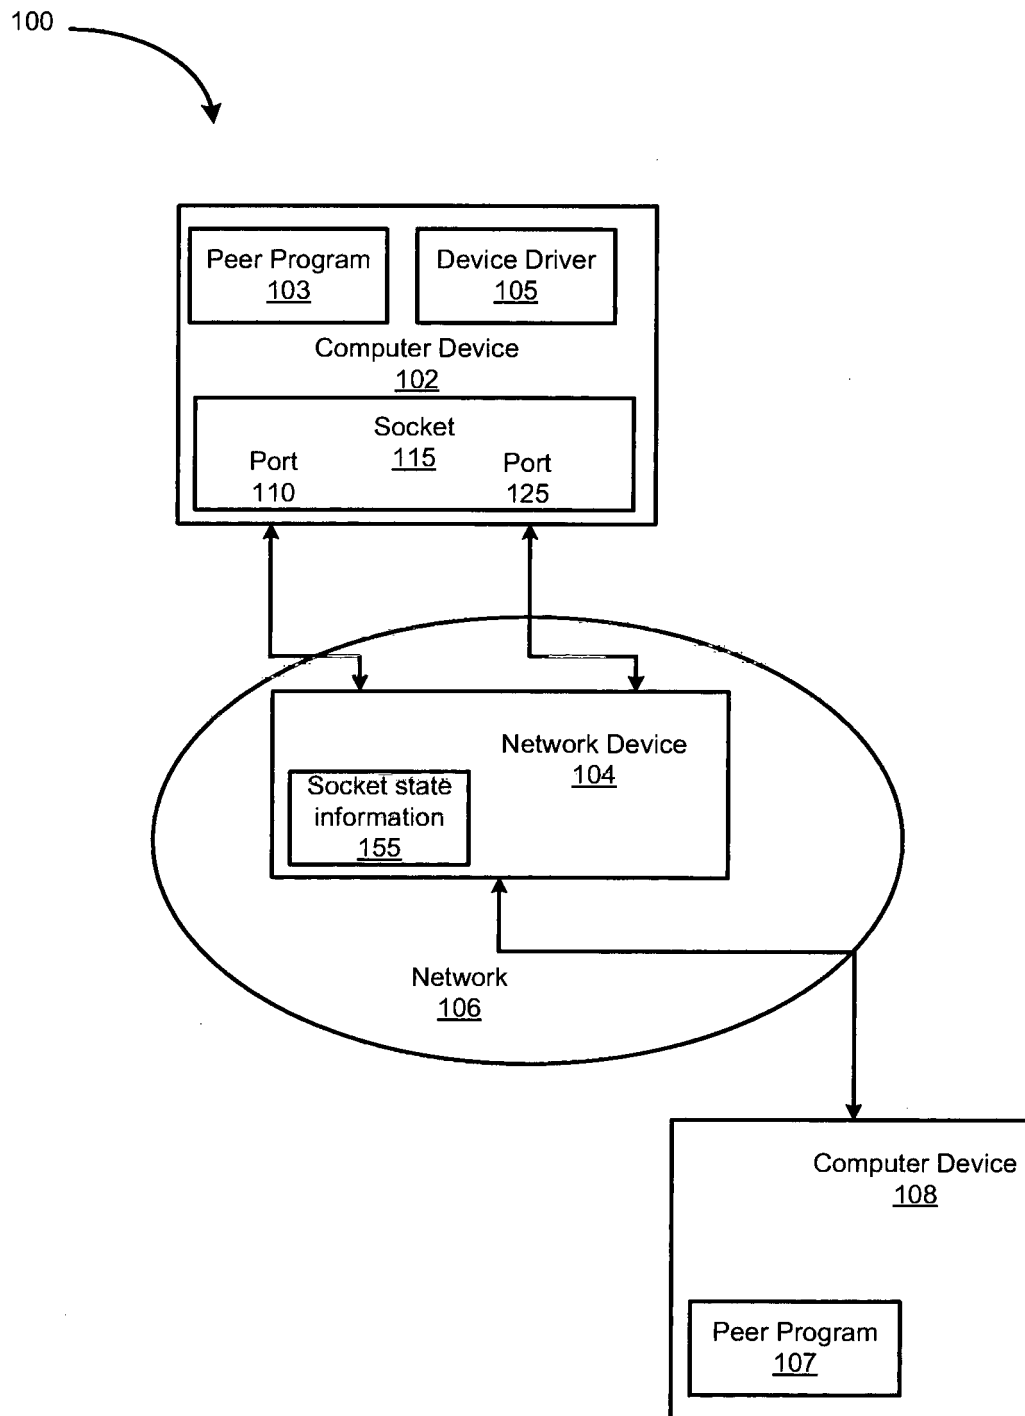 100
Peer Program
103
Device Driver
105
Computer Device
102
Socket
115
Port
110
Port
125
Network Device
104
Socket state
information
155
Network
106
Computer Device
108
Peer Program
107